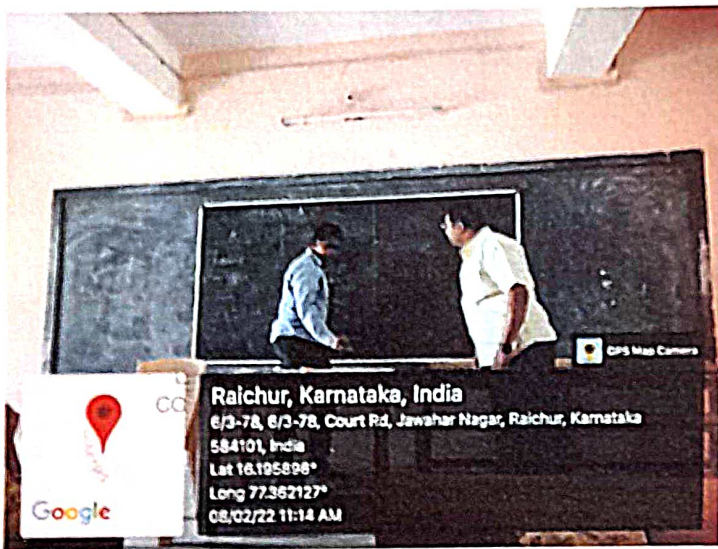 GPS Map Camera
CO
Raichur, Karnataka, India
6/3-78, 6/3-78, Court Rd, Jawahar Nagar, Raichur, Karnataka
584101, India
Lat 16.195898°
Long 77.362127°
08/02/22 11:14 AM
Google